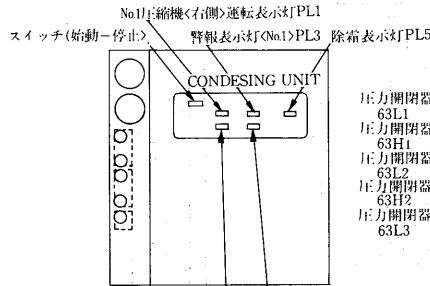 No.1圧縮機<右側>運転表示灯PL1
スイッチ(始動−停止)
警報表示灯<No.1>PL3
除霜表示灯PL5
CONDESING UNIT
圧力開閉器
63L1
圧力開閉器
63H1
圧力開閉器
63L2
圧力開閉器
63H2
圧力開閉器
63L3